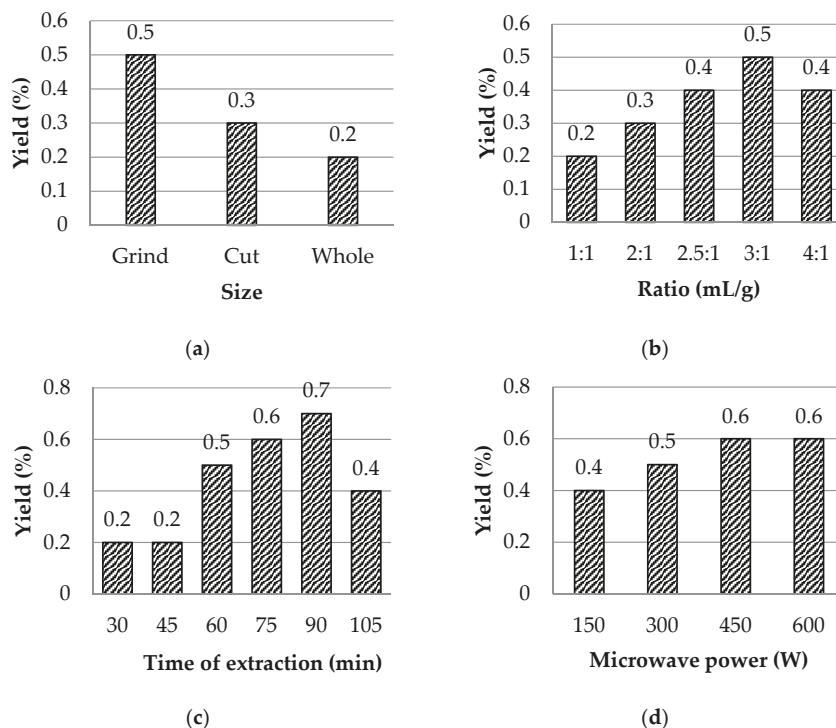 0.6
0.5
0.4
0.3
0.2
0.1
0
Yield (%)
0.5
0.3
0.2
Grind Cut Whole
Size
(a)
0.6
0.5
0.4
0.3
0.2
0.1
0
Yield (%)
0.2
0.3
0.4
0.5
0.4
1:1 2:1 2.5:1 3:1 4:1
Ratio (mL/g)
(b)
0.8
0.6
0.4
0.2
0
Yield (%)
0.2
0.2
0.5
0.6
0.7
0.4
30 45 60 75 90 105
Time of extraction (min)
(c)
0.8
0.6
0.4
0.2
0
Yield (%)
0.4
0.5
0.6
0.6
150 300 450 600
Microwave power (W)
(d)